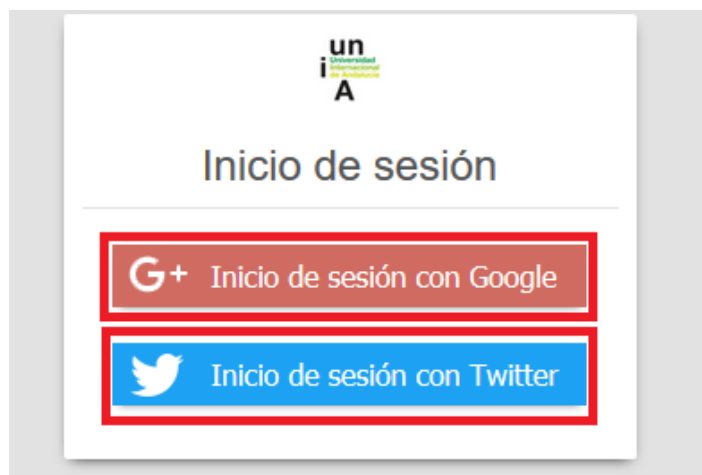 un
i Universidad
Internacional
de Andalucía
A
Inicio de sesión
G+ Inicio de sesión con Google
Inicio de sesión con Twitter